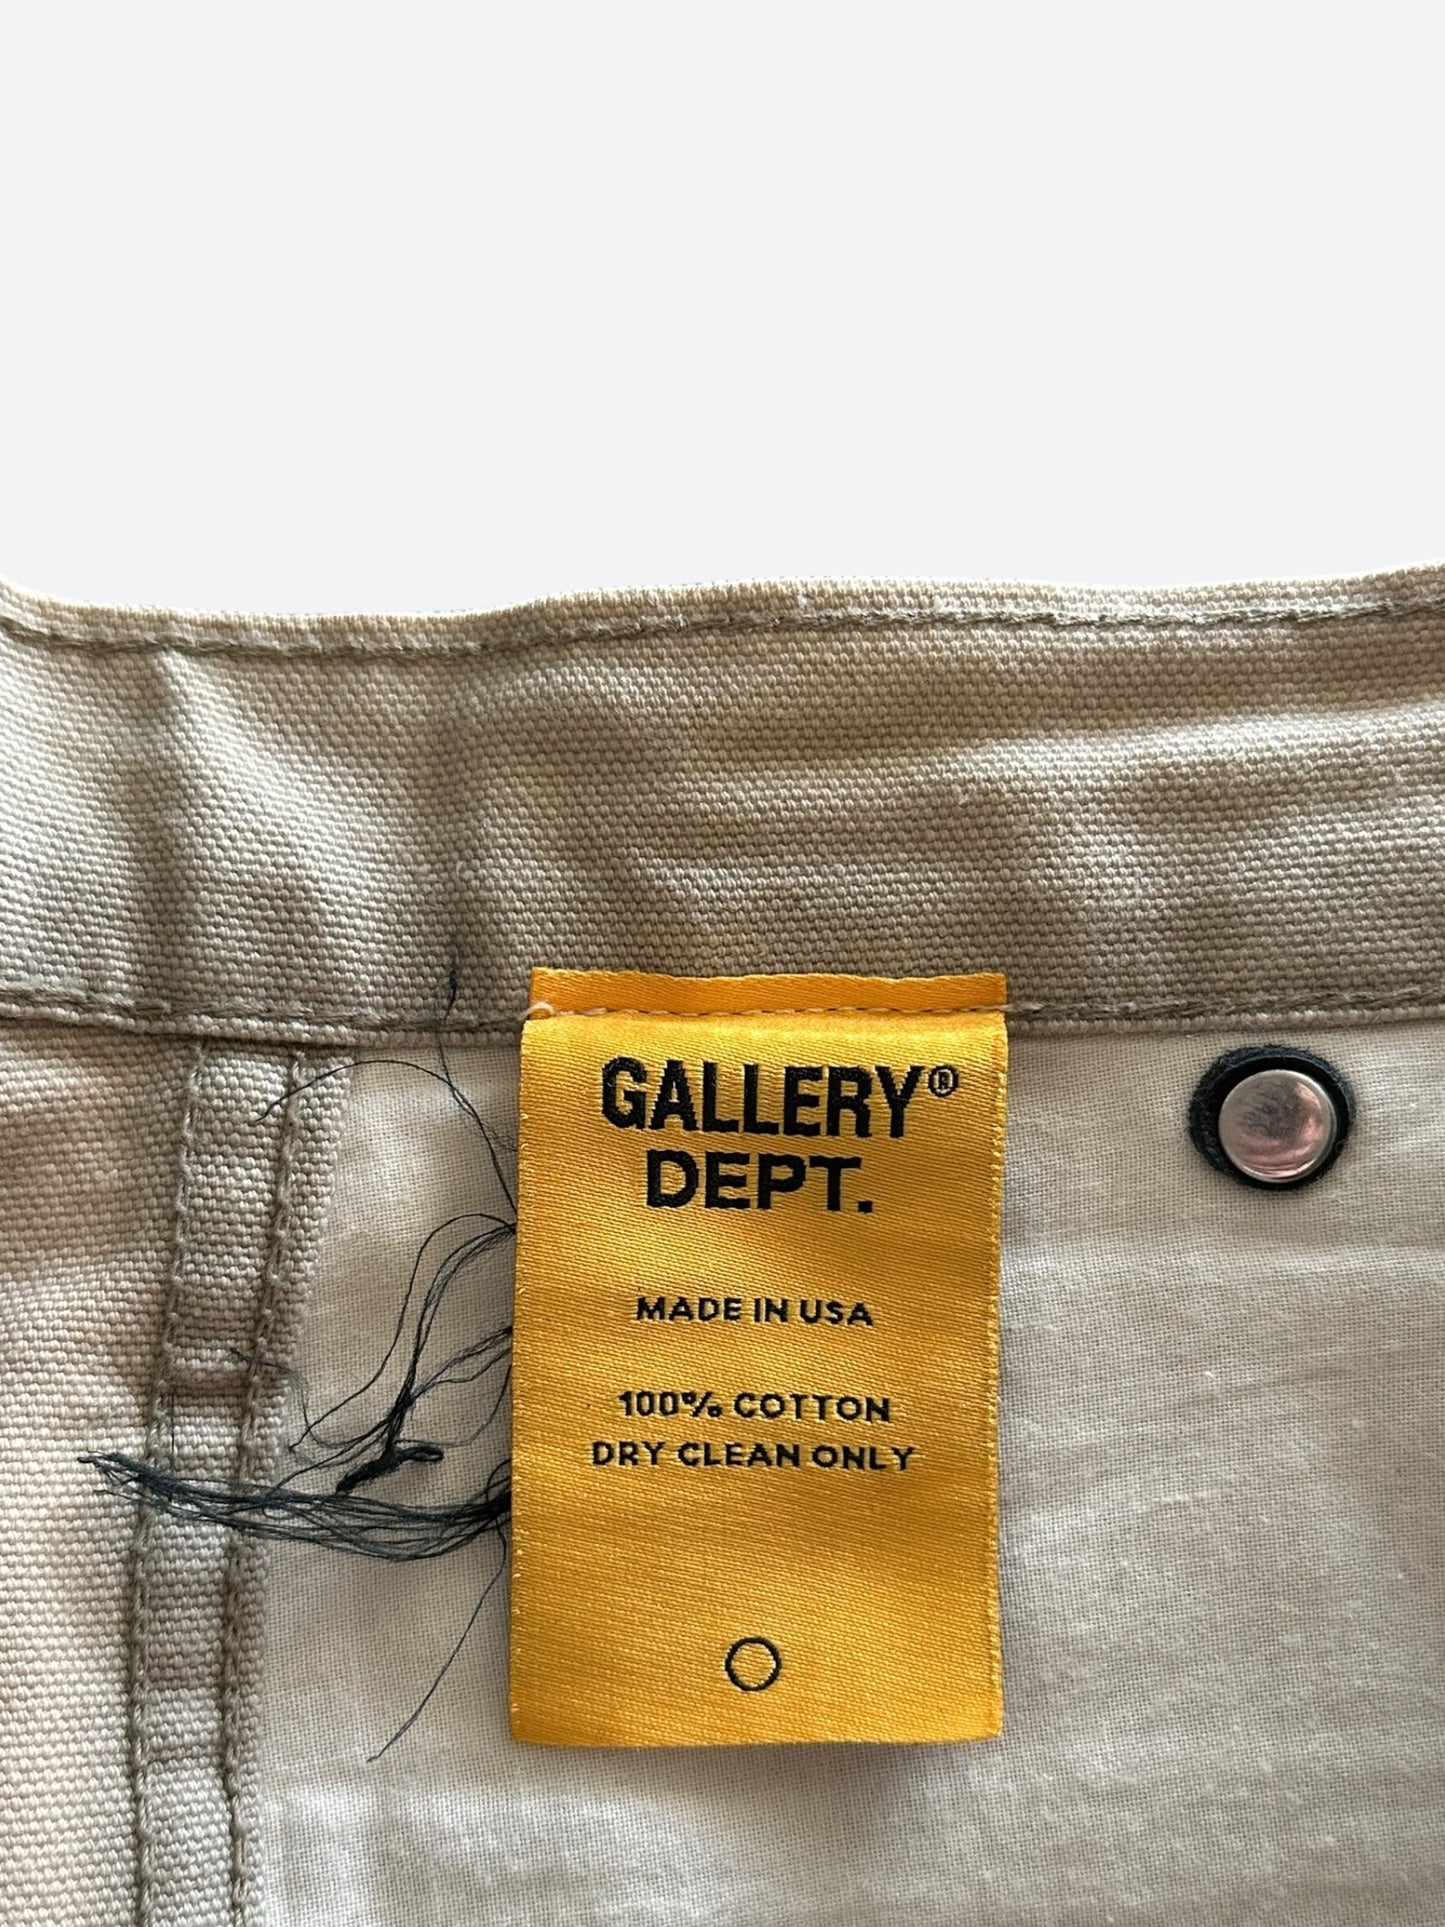 GALLERY®
DEPT.
MADE IN USA
100% COTTON
DRY CLEAN ONLY